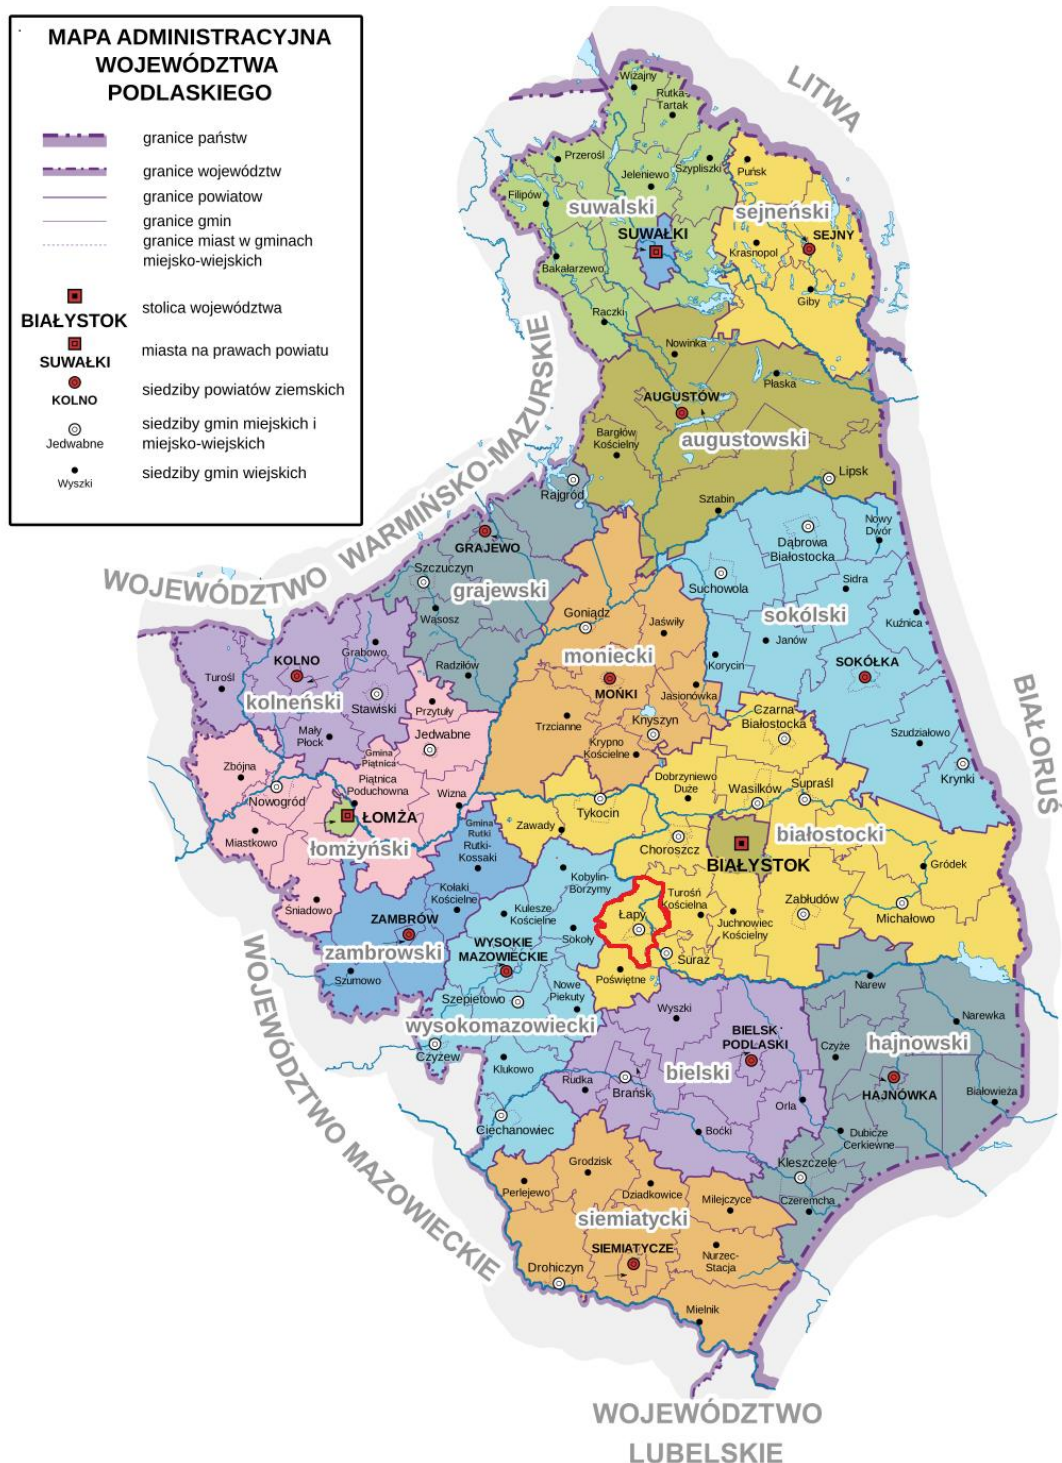 MAPA ADMINISTRACYJNA
WOJEWÓDZTWA
PODLASKIEGO
granice państw
granice województw
granice powiatow
granice gmin
granice miast w gminach
miejsko-wiejskich
stolica województwa
BIAŁYSTOK
miasta na prawach powiatu
SUWAŁKI
siedziby powiatów ziemskich
KOLNO
siedziby gmin miejskich i
miejsko-wiejskich
Jedwabne
siedziby gmin wiejskich
Wyszki
LITWA
BIAŁORUŚ
WOJEWÓDZTWO WARMIŃSKO-MAZURSKIE
WOJEWÓDZTWO MAZOWIECKIE
WOJEWÓDZTWO
LUBELSKIE
Wiżajny
Rutka-
Tartak
Przerośl
Szypliszki
Jeleniewo
Filipów
suwalski
SUWAŁKI
Bakałarzewo
Raczki
Puńsk
sejneński
SEJNY
Krasnopol
Giby
Nowinka
Płaska
AUGUSTÓW
augustowski
Bargłów
Kościelny
Lipsk
Sztabin
Rajgród
GRAJEWO
Szczuczyn
grajewski
Wąsosz
Radziłów
Goniądz
Jaświły
moniecki
MOŃKI
Jasionówka
Trzcianne
Knyszyn
Krypno
Kościelne
Nowy
Dwór
Dąbrowa
Białostocka
Suchowola
Sidra
sokólski
Kuźnica
Janów
Korycin
SOKÓŁKA
Szudziałowo
Krynki
KOLNO
Grabowo
Turośl
kolneński
Stawiski
Mały
Płock
Przytuły
Jedwabne
Gmina
Piątnica
Piątnica
Poduchowna
Zbójna
Nowogród
ŁOMŻA
Wizna
Miastkowo
łomżyński
Śniadowo
Gmina
Rutki
Rutki-
Kossaki
Kołaki
Kościelne
ZAMBRÓW
zambrowski
Szumowo
Czarna
Białostocka
Dobrzyniewo
Duże
Wasilków
Supraśl
Tykocin
Zawady
Choroszcz
białostocki
BIAŁYSTOK
Gródek
Turośń
Kościelna
Zabłudów
Michałowo
Juchnowiec
Kościelny
Łapy
Suraż
Poświętne
Kobylin-
Borzymy
Kulesze
Kościelne
Sokoły
WYSOKIE
MAZOWIECKIE
Nowe
Piekuty
Szepietowo
wysokomazowiecki
Czyżew
Klukowo
Ciechanowiec
Wyszki
BIELSK
PODLASKI
bielski
Rudka
Brańsk
Orla
Boćki
Narew
Narewka
hajnowski
Czyże
HAJNÓWKA
Białowieża
Dubicze
Cerkiewne
Kleszczele
Czeremcha
Grodzisk
Perlejewo
Dziadkowice
Milejczyce
siemiatycki
SIEMIATYCZE
Nurzec-
Stacja
Drohiczyn
Mielnik